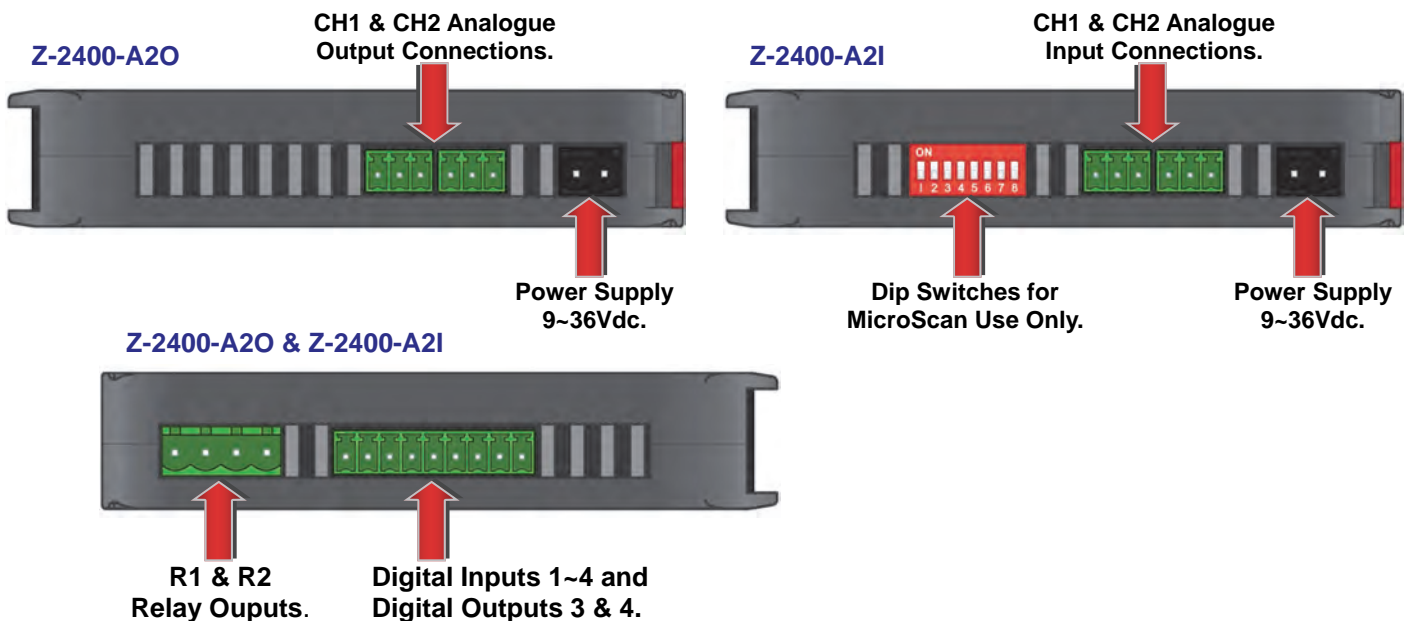 Z-2400-A2O
CH1 & CH2 Analogue
Output Connections.
Power Supply
9~36Vdc.
Z-2400-A2I
CH1 & CH2 Analogue
Input Connections.
ON
1 2 3 4 5 6 7 8
Dip Switches for
MicroScan Use Only.
Power Supply
9~36Vdc.
Z-2400-A2O & Z-2400-A2I
R1 & R2
Relay Ouputs.
Digital Inputs 1~4 and
Digital Outputs 3 & 4.